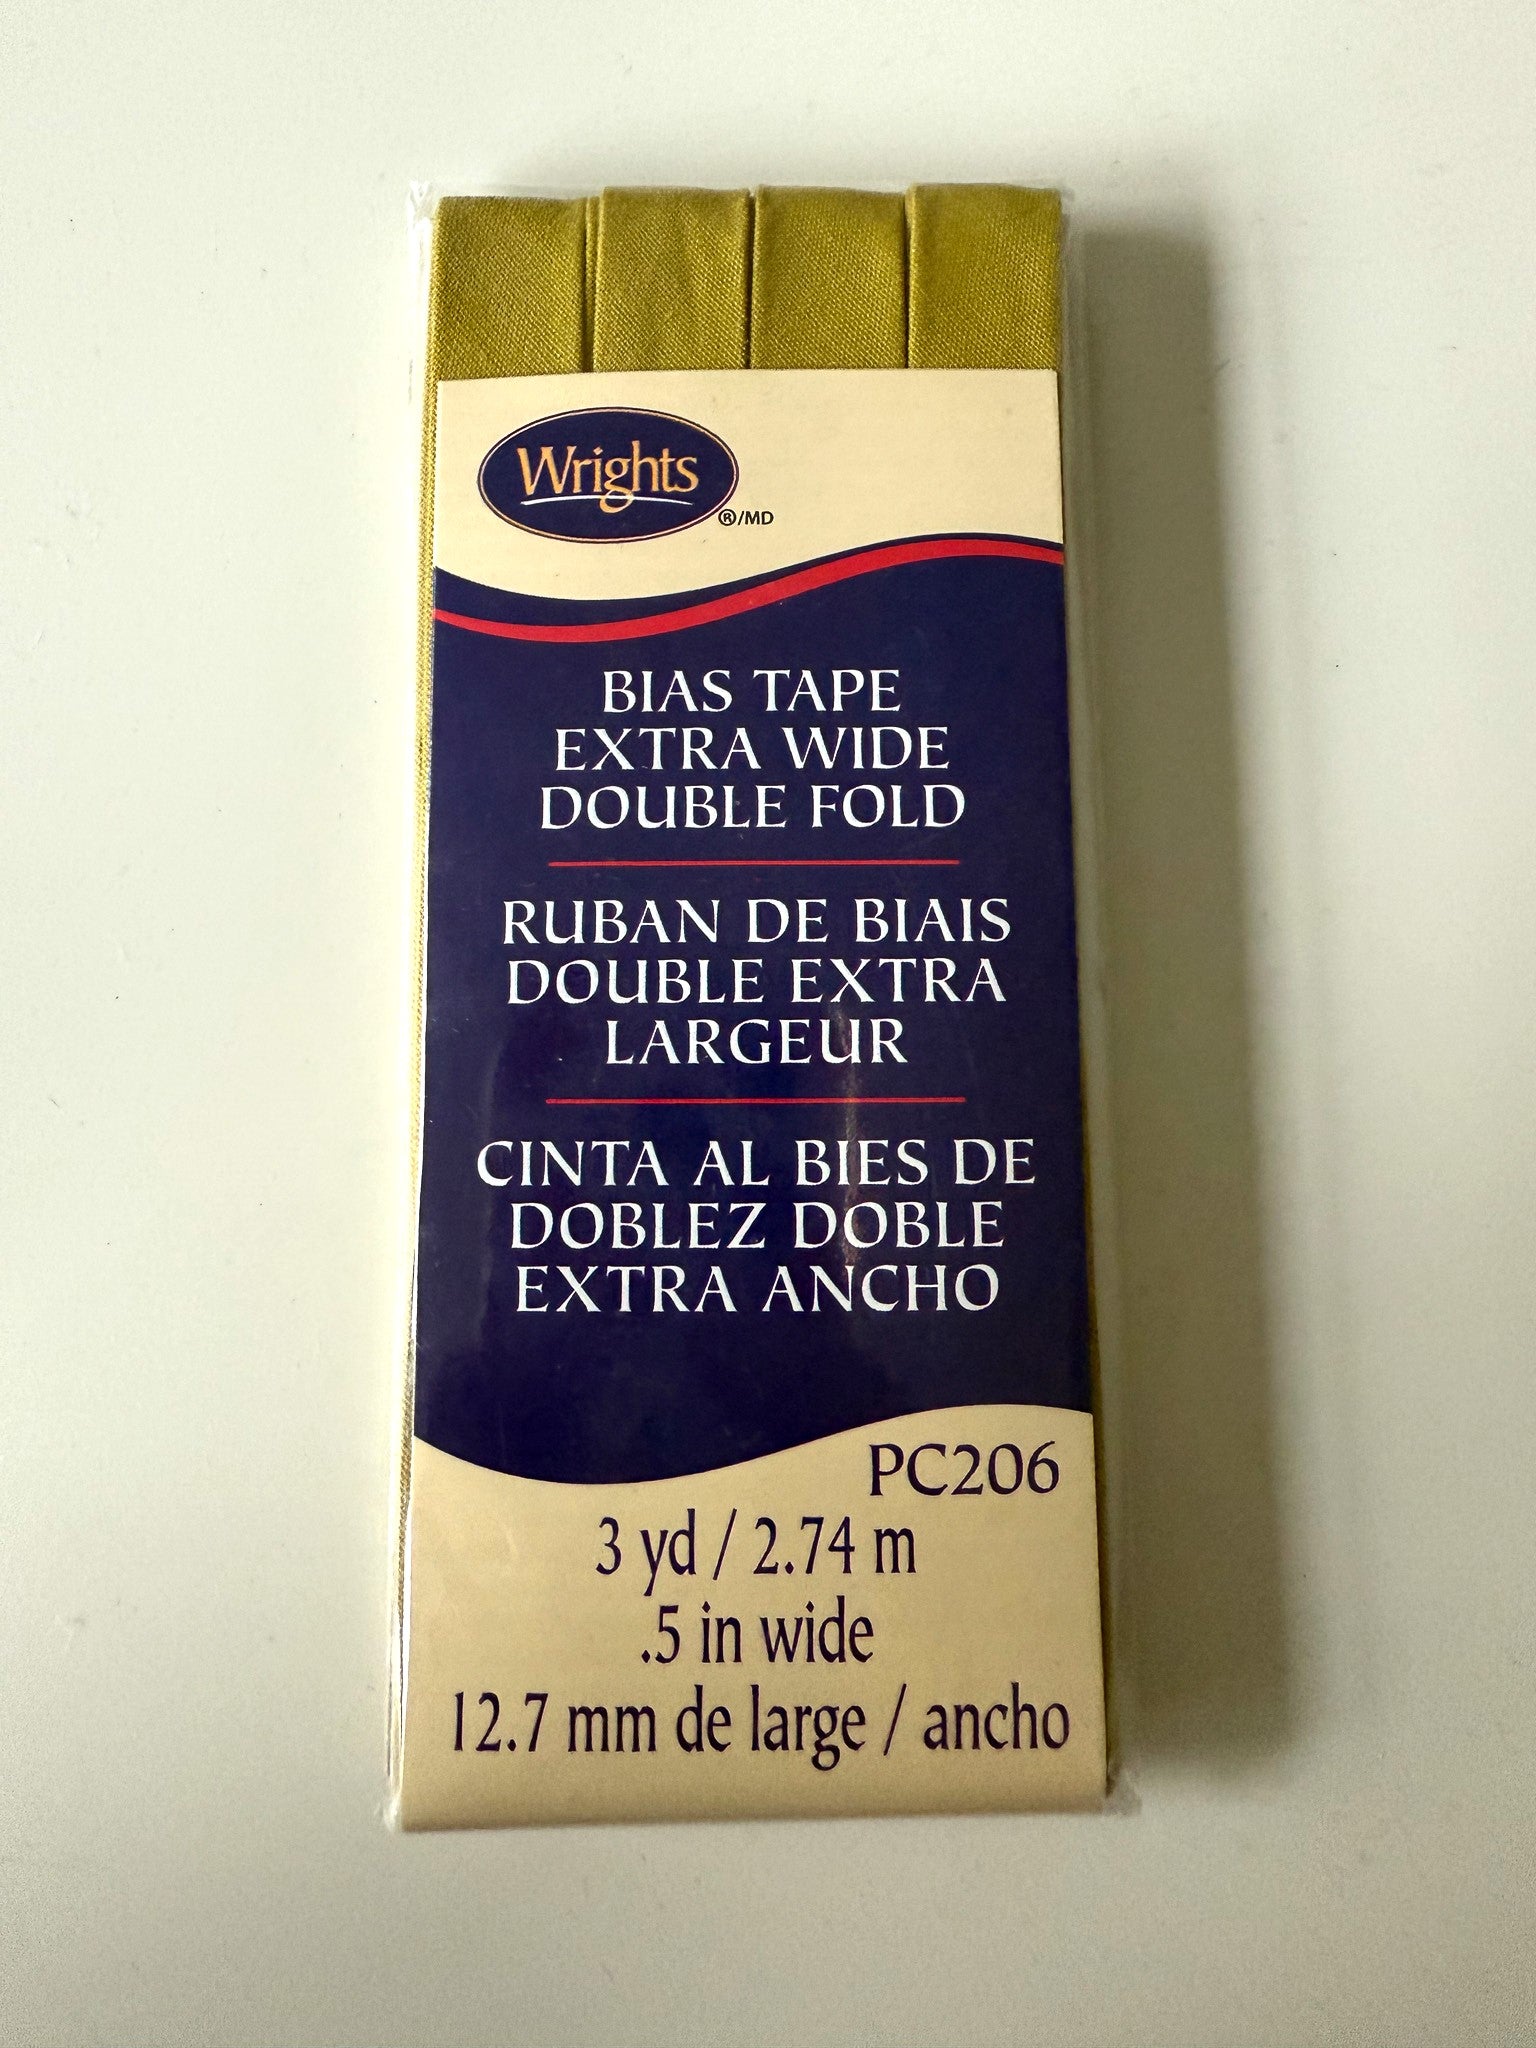 Wrights
®/MD
BIAS TAPE
EXTRA WIDE
DOUBLE FOLD
RUBAN DE BIAIS
DOUBLE EXTRA
LARGEUR
CINTA AL BIES DE
DOBLEZ DOBLE
EXTRA ANCHO
PC206
3 yd / 2.74 m
.5 in wide
12.7 mm de large / ancho